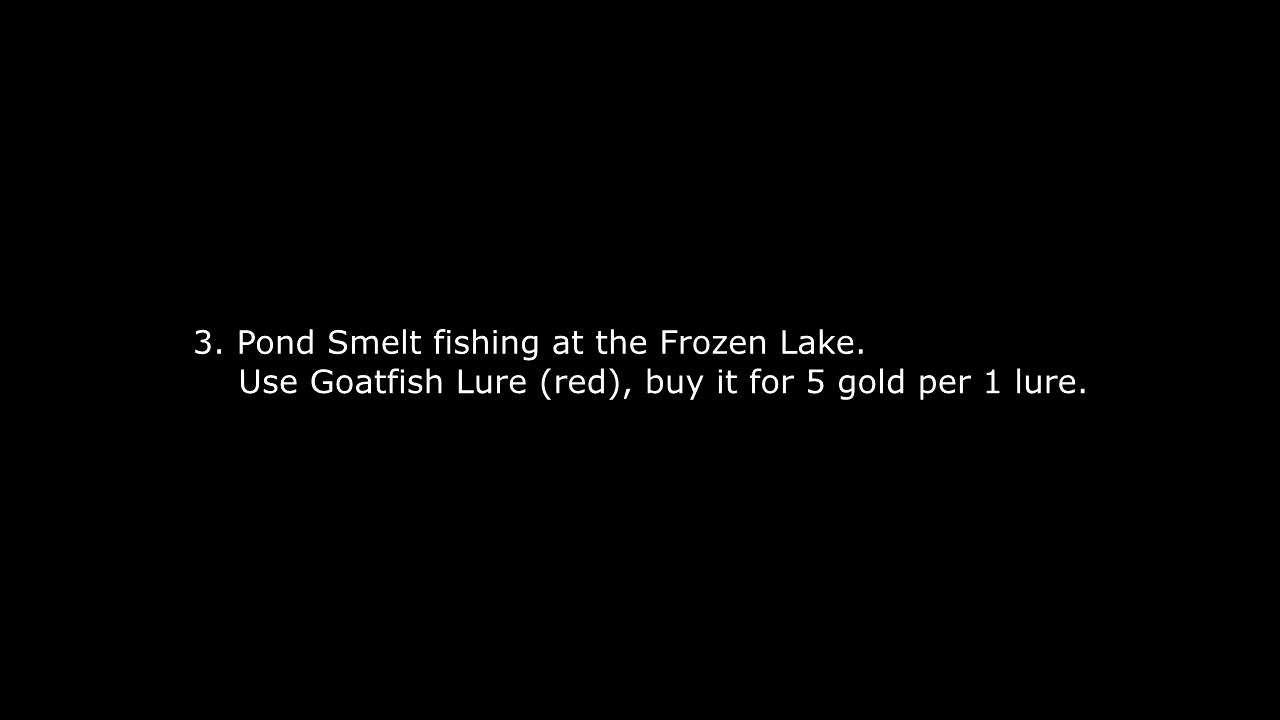 3. Pond Smelt fishing at the Frozen Lake.
Use Goatfish Lure (red), buy it for 5 gold per 1 lure.